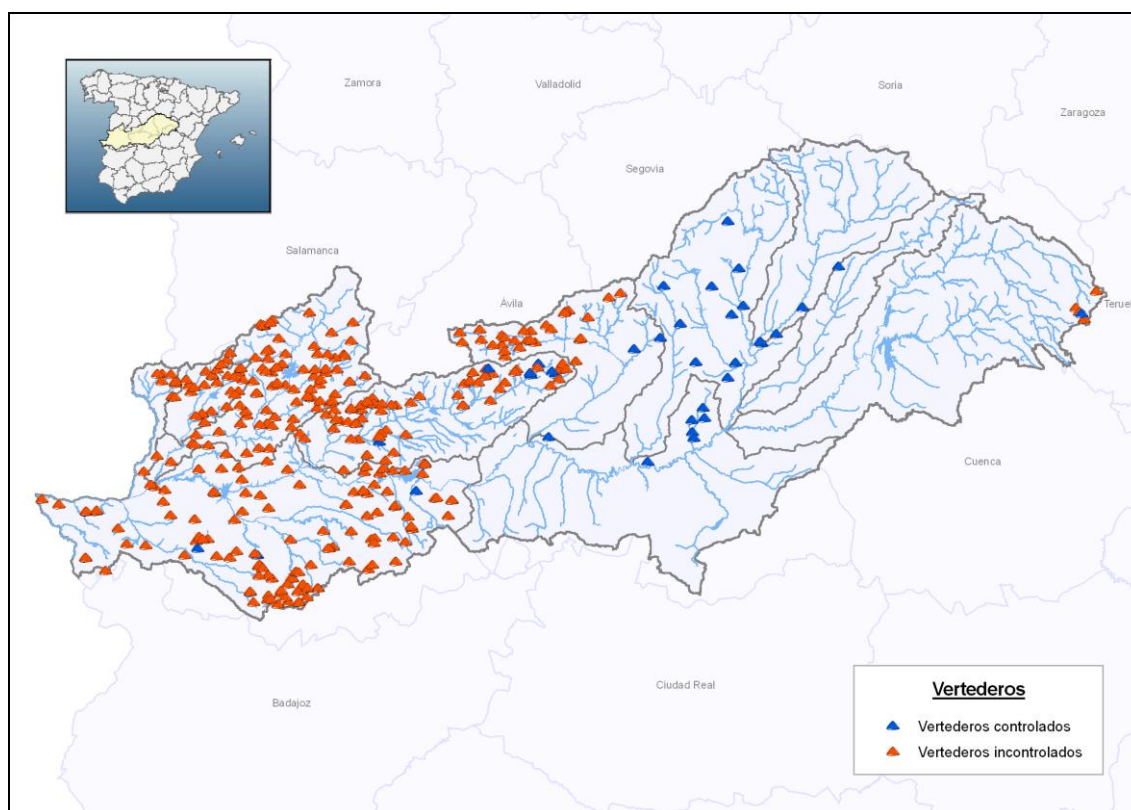 Zamora
Valladolid
Soria
Zaragoza
Segovia
Salamanca
Ávila
Teruel
Cuenca
Ciudad Real
Badajoz
Vertederos
Vertederos controlados
Vertederos incontrolados